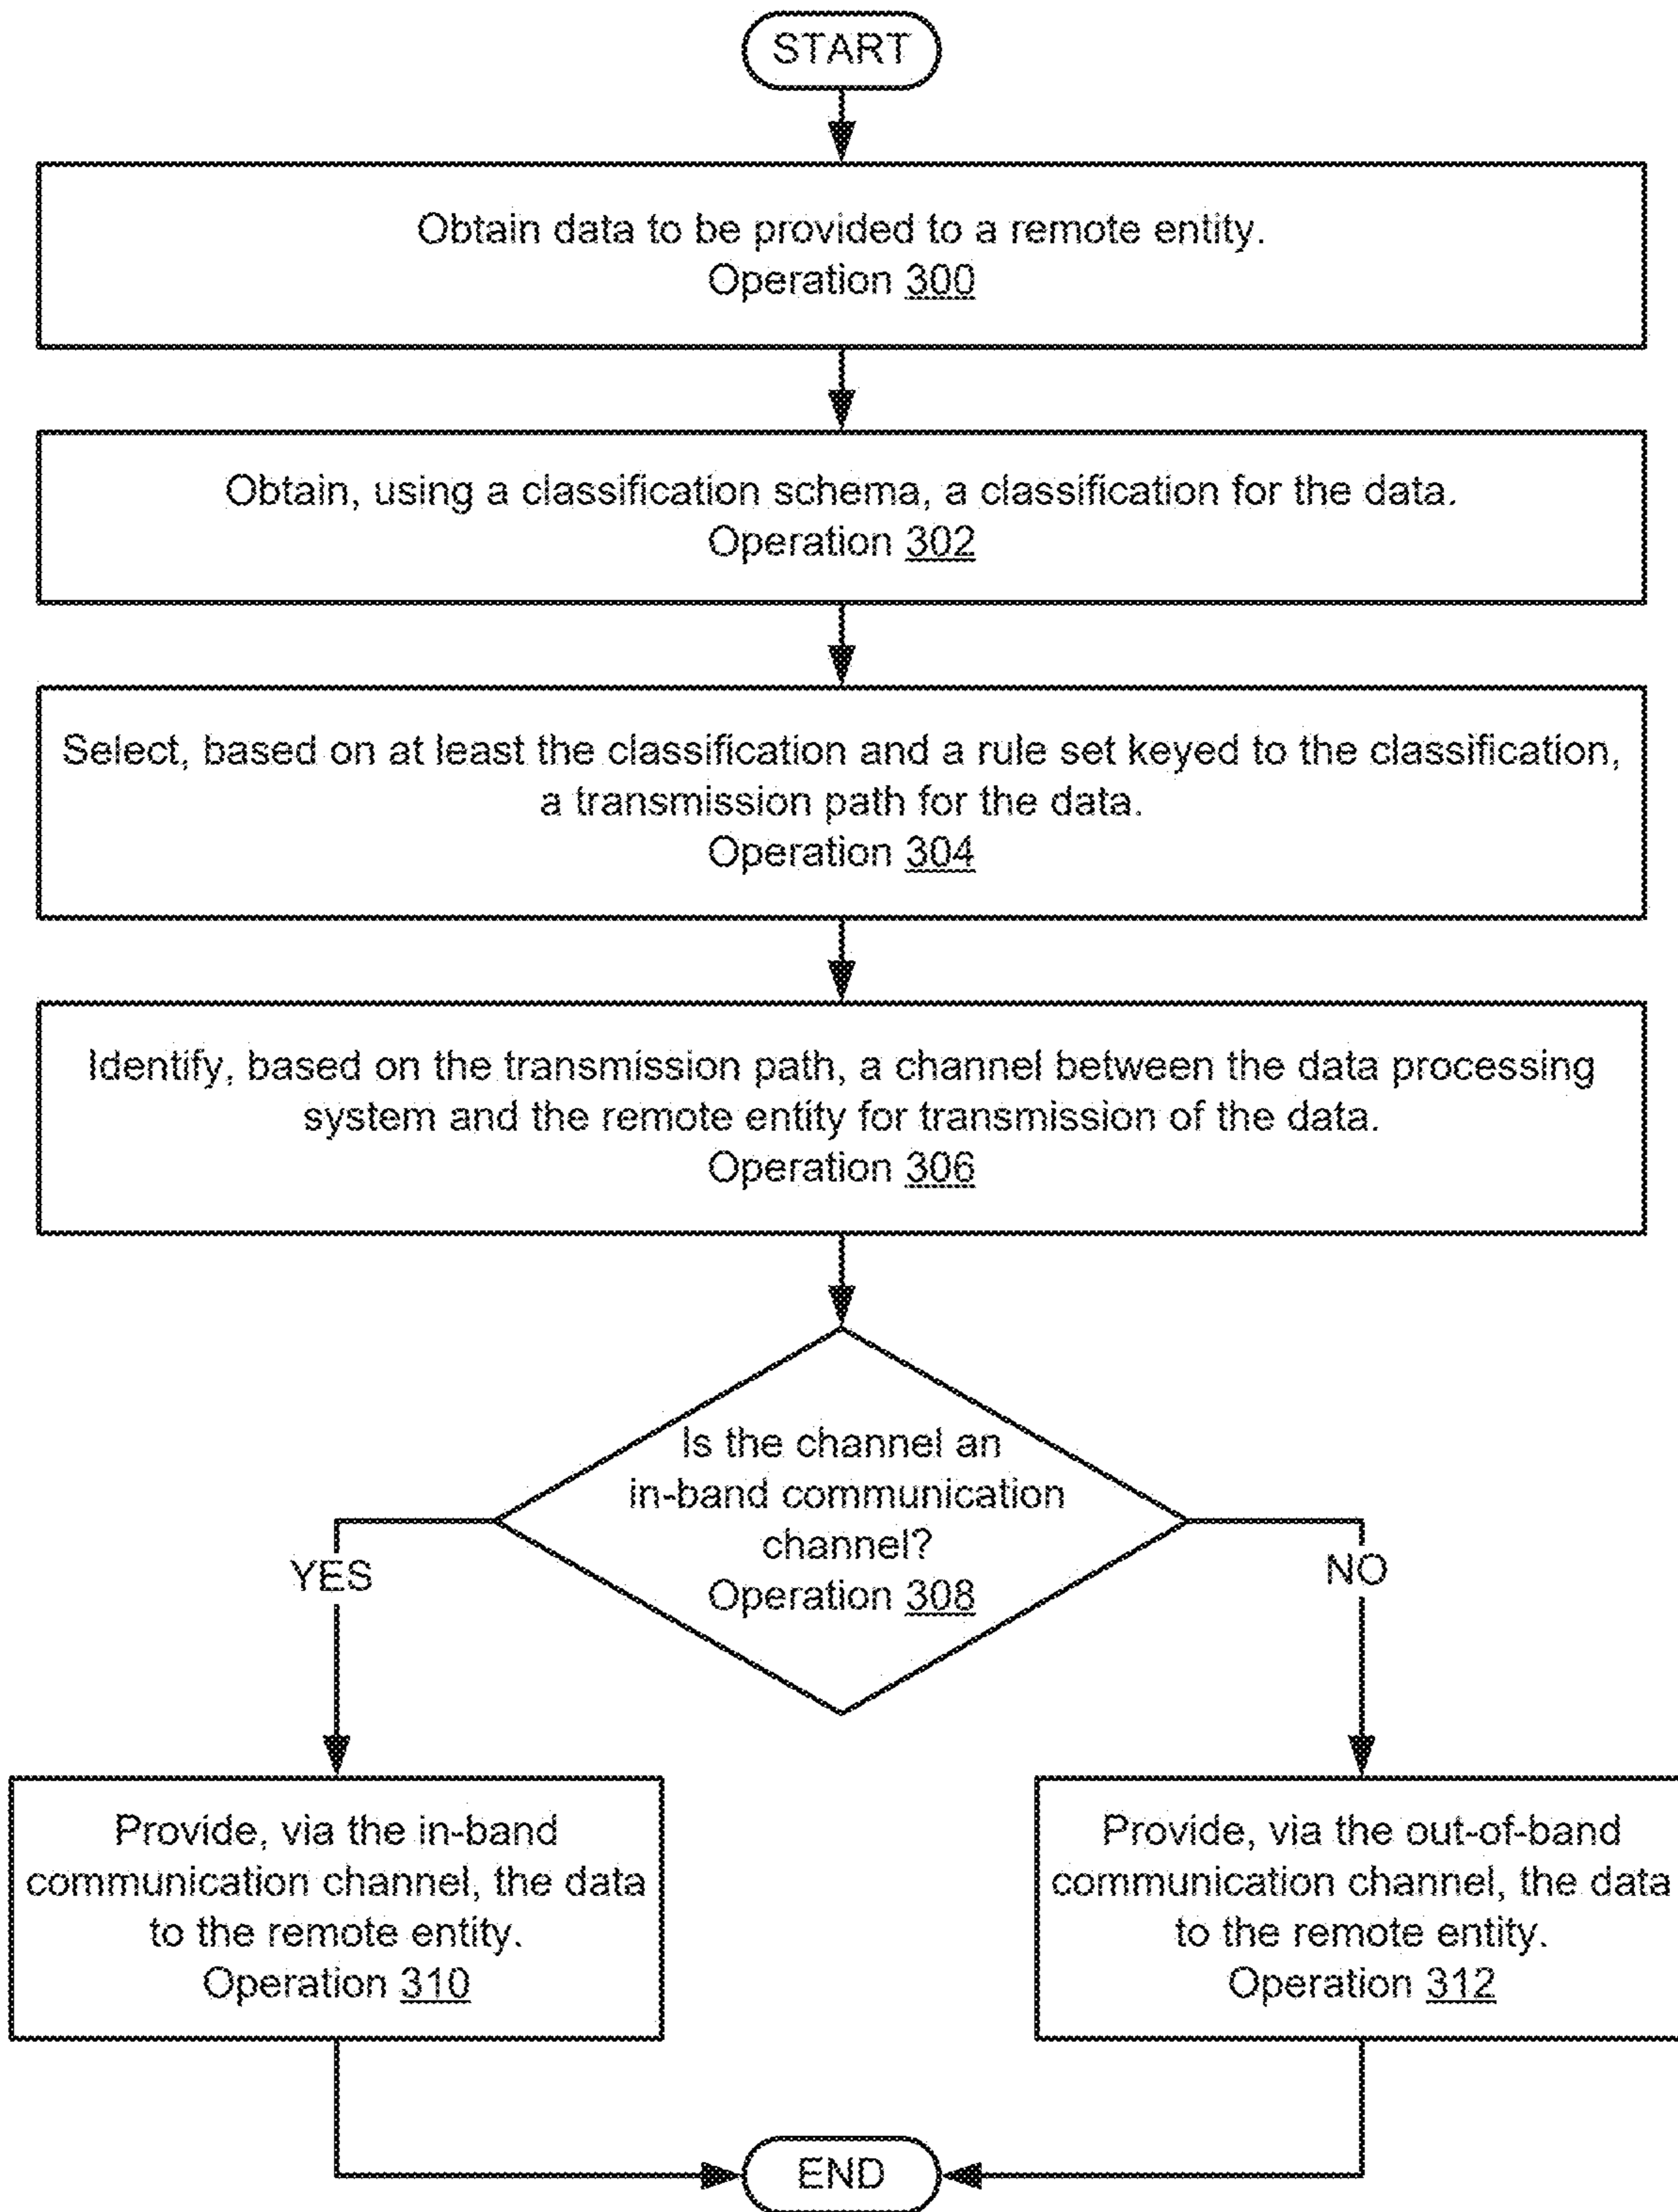 START
Obtain data to be provided to a remote entity.
Operation 300
Obtain, using a classification schema, a classification for the data.
Operation 302
Select, based on at least the classification and a rule set keyed to the classification,
a transmission path for the data.
Operation 304
Identify, based on the transmission path, a channel between the data processing
system and the remote entity for transmission of the data.
Operation 306
Is the channel an
in-band communication
channel?
Operation 308
YES
NO
Provide, via the in-band
communication channel, the data
to the remote entity.
Operation 310
Provide, via the out-of-band
communication channel, the data
to the remote entity.
Operation 312
END